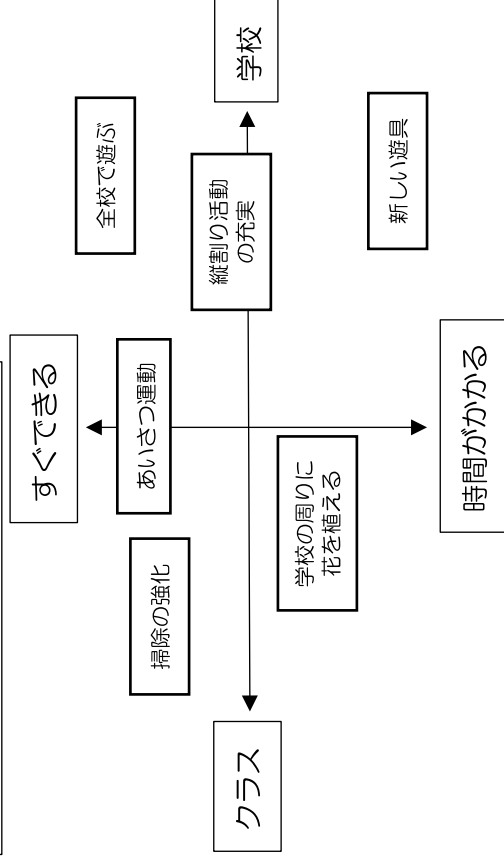 すぐできる
全校で遊ぶ
あいさつ運動
掃除の強化
クラス
縦割り活動
の充実
学校
学校の周りに
花を植える
新しい遊具
時間がかかる